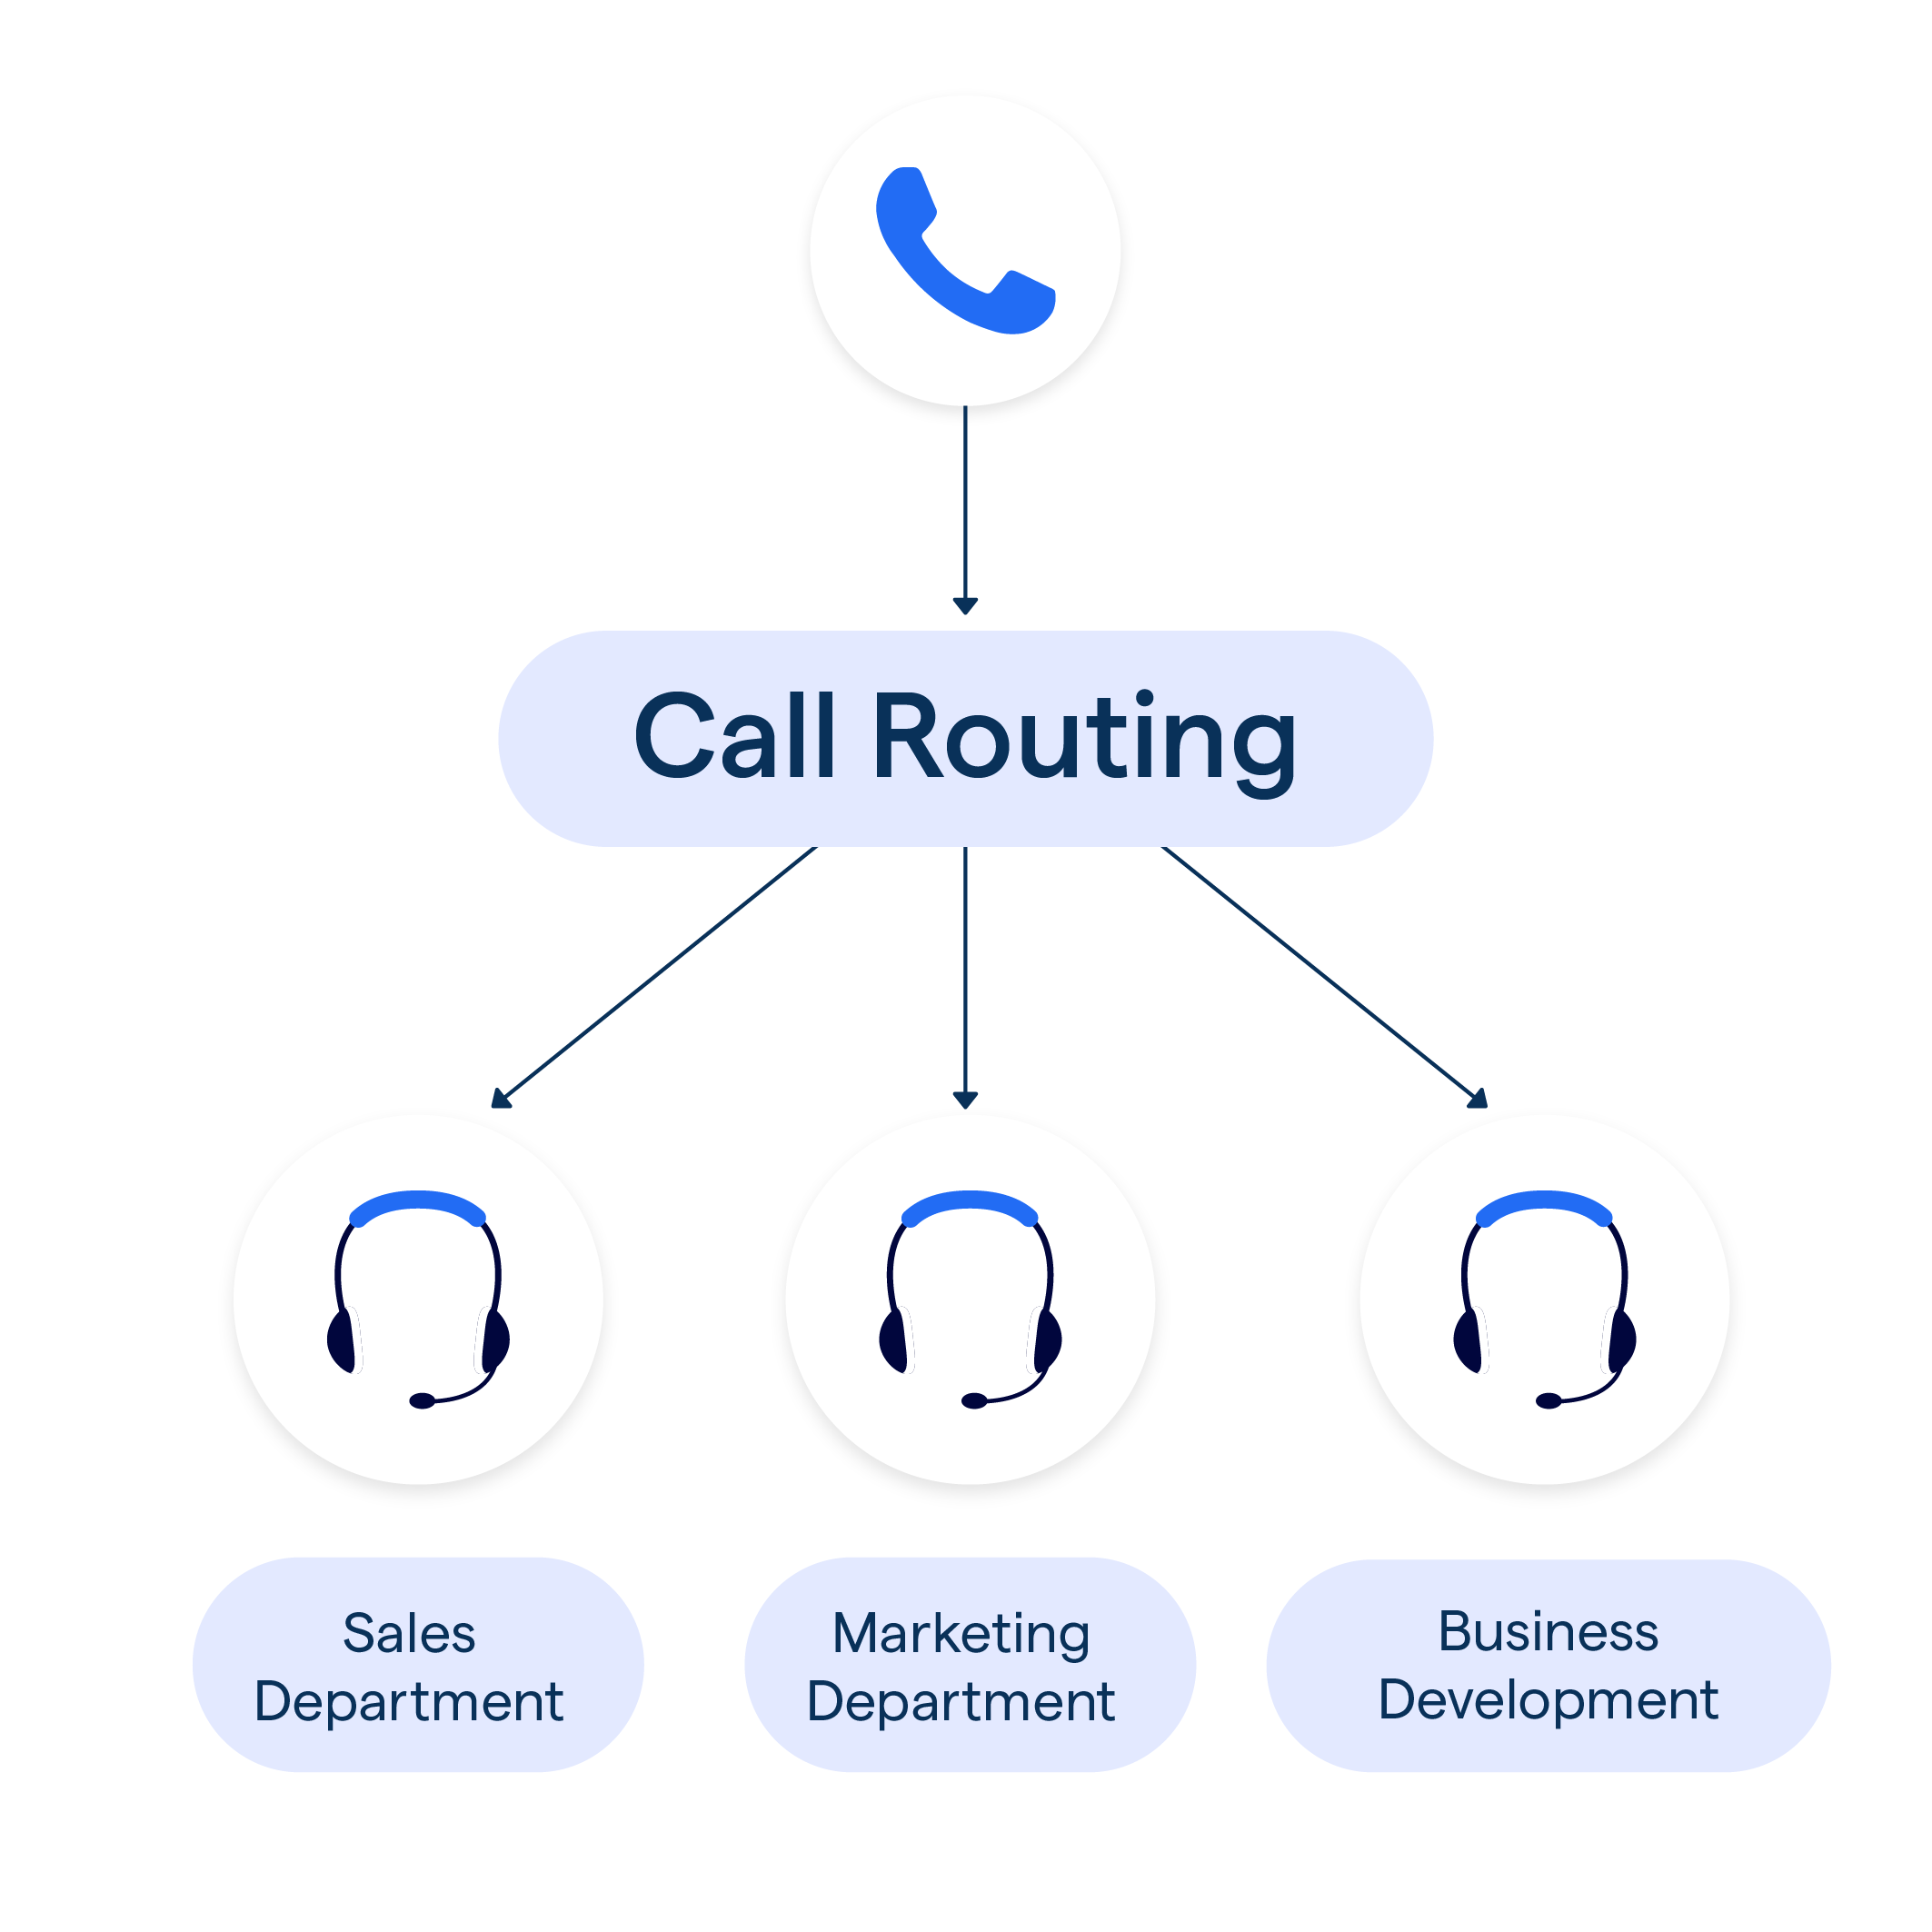 Call Routing
Sales
Department
Marketing
Department
Business
Development